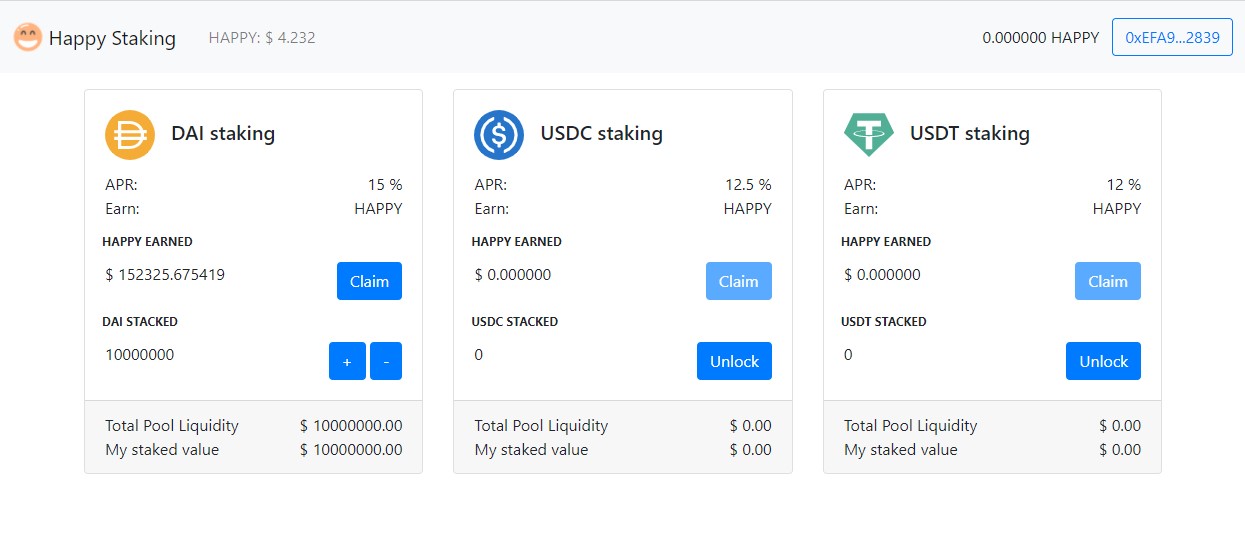 Happy Staking HAPPY: $ 4.232 0.000000 HAPPY 0xEFA9...2839
DAI staking
APR: 15 %
Earn: HAPPY
HAPPY EARNED
$ 152325.675419 Claim
DAI STACKED
10000000 + -
Total Pool Liquidity $ 10000000.00
My staked value $ 10000000.00
USDC staking
APR: 12.5 %
Earn: HAPPY
HAPPY EARNED
$ 0.000000 Claim
USDC STACKED
0 Unlock
Total Pool Liquidity $ 0.00
My staked value $ 0.00
USDT staking
APR: 12 %
Earn: HAPPY
HAPPY EARNED
$ 0.000000 Claim
USDT STACKED
0 Unlock
Total Pool Liquidity $ 0.00
My staked value $ 0.00